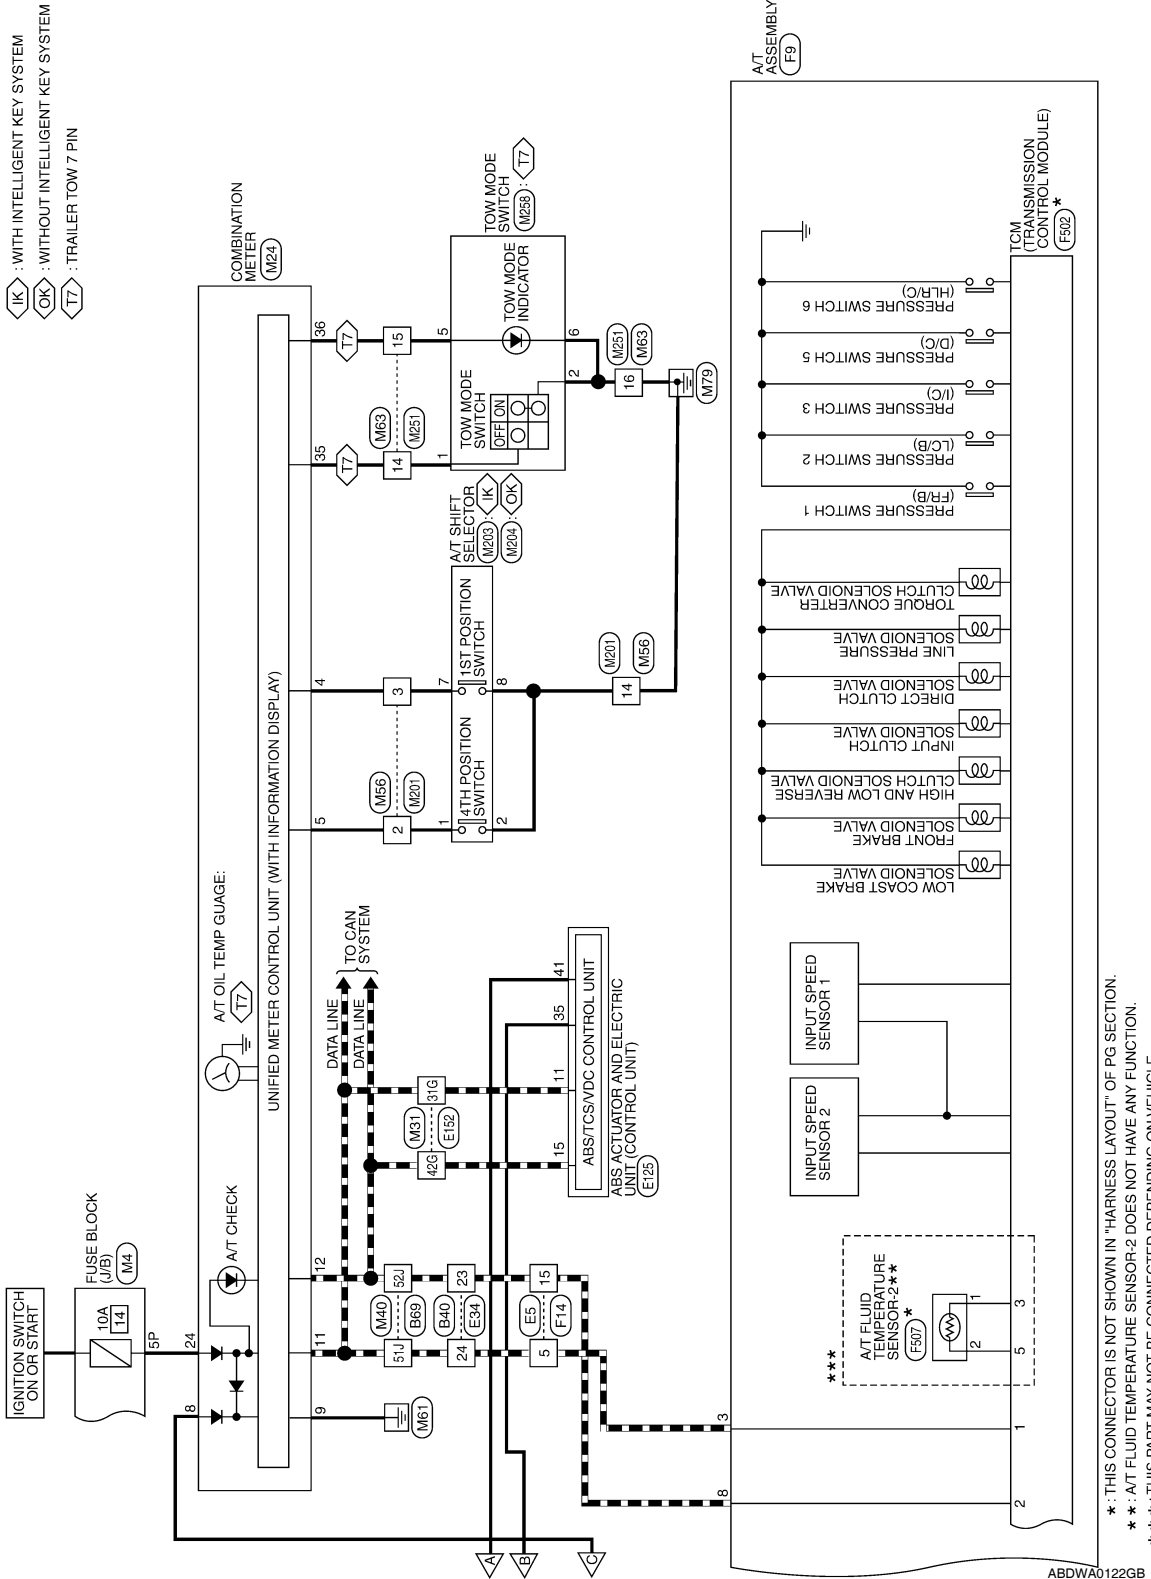 IK : WITH INTELLIGENT KEY SYSTEM
OK : WITHOUT INTELLIGENT KEY SYSTEM
T7 : TRAILER TOW 7 PIN
IGNITION SWITCH
ON OR START
FUSE BLOCK
(J/B)
M4
10A
14
5P
24
8
A/T CHECK
A/T OIL TEMP GUAGE:
T7
COMBINATION
METER
M24
UNIFIED METER CONTROL UNIT (WITH INFORMATION DISPLAY)
9
11
12
5
4
35
36
M61
DATA LINE
DATA LINE
TO CAN
SYSTEM
51J
52J
M40
B69
24
23
B40
E34
5
15
E5
F14
42G
31G
M31
E152
15
11
35
41
ABS/TCS/VDC CONTROL UNIT
ABS ACTUATOR AND ELECTRIC
UNIT (CONTROL UNIT)
E125
2
3
M56
M201
1
7
4TH POSITION
SWITCH
1ST POSITION
SWITCH
2
8
A/T SHIFT
SELECTOR
M203 : IK
M204 : OK
14
M201
M56
T7
T7
14
15
M63
M251
1
5
TOW MODE
SWITCH
OFF
ON
TOW MODE
INDICATOR
TOW MODE
SWITCH
M258 : T7
2
6
16
M251
M63
M79
A
B
C
A/T
ASSEMBLY
F9
8
3
***
A/T FLUID
TEMPERATURE
SENSOR-2**
*
F507
2
1
2
1
5
3
INPUT SPEED
SENSOR 2
INPUT SPEED
SENSOR 1
LOW COAST BRAKE
SOLENOID VALVE
FRONT BRAKE
SOLENOID VALVE
HIGH AND LOW REVERSE
CLUTCH SOLENOID VALVE
INPUT CLUTCH
SOLENOID VALVE
DIRECT CLUTCH
SOLENOID VALVE
LINE PRESSURE
SOLENOID VALVE
TORQUE CONVERTER
CLUTCH SOLENOID VALVE
PRESSURE SWITCH 1
(FR/B)
PRESSURE SWITCH 2
(LC/B)
PRESSURE SWITCH 3
(I/C)
PRESSURE SWITCH 5
(D/C)
PRESSURE SWITCH 6
(HLR/C)
TCM
(TRANSMISSION
CONTROL MODULE)
F502 *
* : THIS CONNECTOR IS NOT SHOWN IN "HARNESS LAYOUT" OF PG SECTION.
* * : A/T FLUID TEMPERATURE SENSOR-2 DOES NOT HAVE ANY FUNCTION.
* * * : THIS PART MAY NOT BE CONNECTED DEPENDING ON VEHICLE
ABDWA0122GB